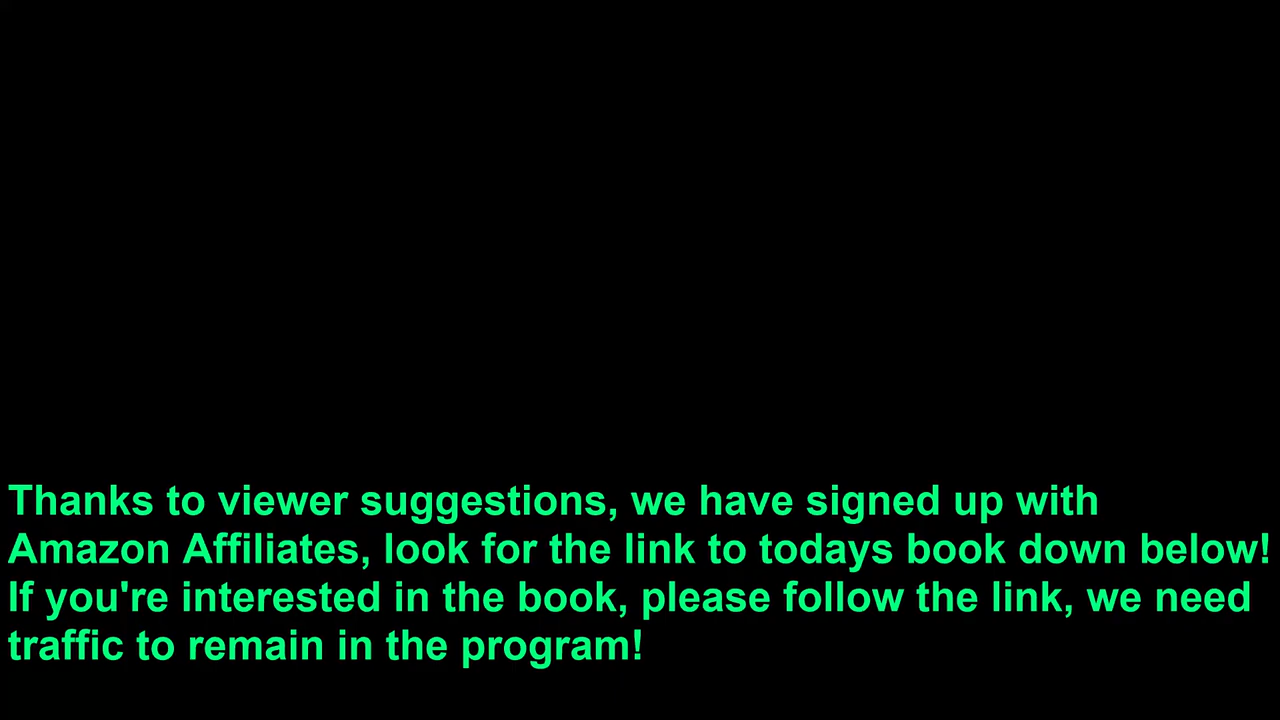 Thanks to viewer suggestions, we have signed up with
Amazon Affiliates, look for the link to todays book down below!
If you're interested in the book, please follow the link, we need
traffic to remain in the program!